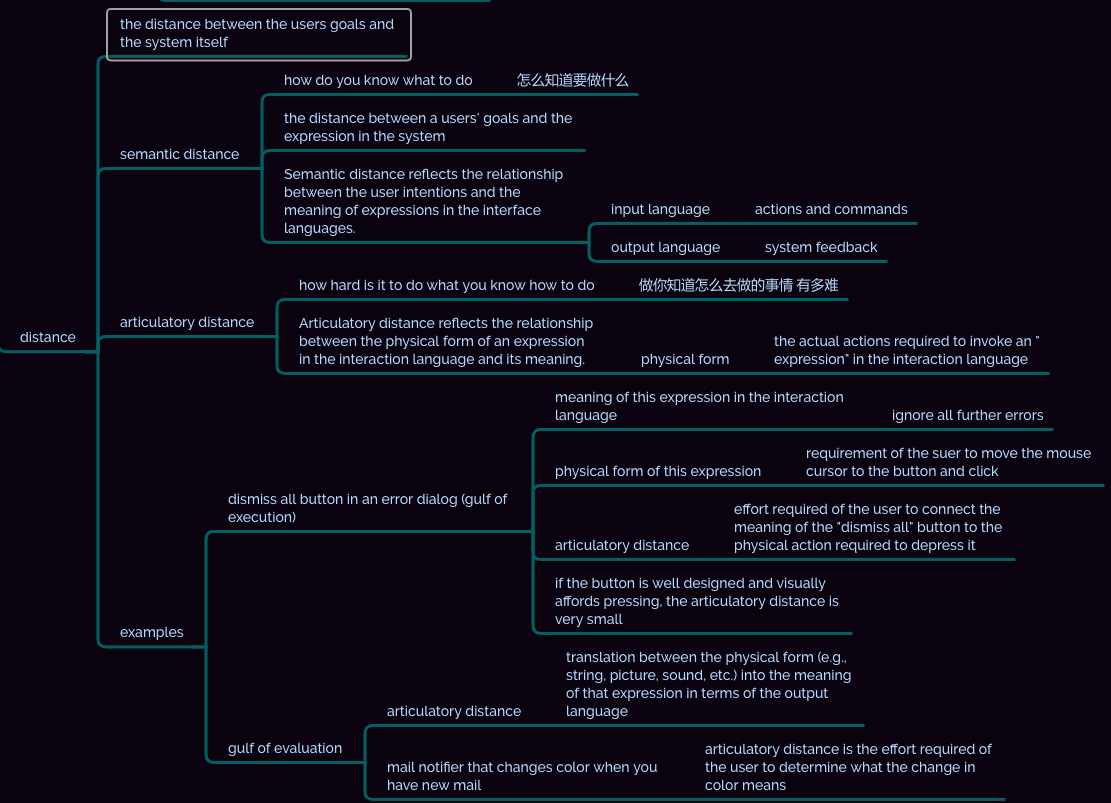 the distance between the users goals and
the system itself
how do you know what to do
怎么知道要做什么
the distance between a users' goals and the
expression in the system
semantic distance
Semantic distance reflects the relationship
between the user intentions and the
meaning of expressions in the interface
languages.
input language
actions and commands
output language
system feedback
how hard is it to do what you know how to do
做你知道怎么去做的事情 有多难
articulatory distance
Articulatory distance reflects the relationship
between the physical form of an expression
in the interaction language and its meaning.
physical form
the actual actions required to invoke an "
expression" in the interaction language
distance
meaning of this expression in the interaction
language
ignore all further errors
physical form of this expression
requirement of the suer to move the mouse
cursor to the button and click
dismiss all button in an error dialog (gulf of
execution)
articulatory distance
effort required of the user to connect the
meaning of the "dismiss all" button to the
physical action required to depress it
if the button is well designed and visually
affords pressing, the articulatory distance is
very small
examples
articulatory distance
translation between the physical form (e.g.,
string, picture, sound, etc.) into the meaning
of that expression in terms of the output
language
gulf of evaluation
mail notifier that changes color when you
have new mail
articulatory distance is the effort required of
the user to determine what the change in
color means